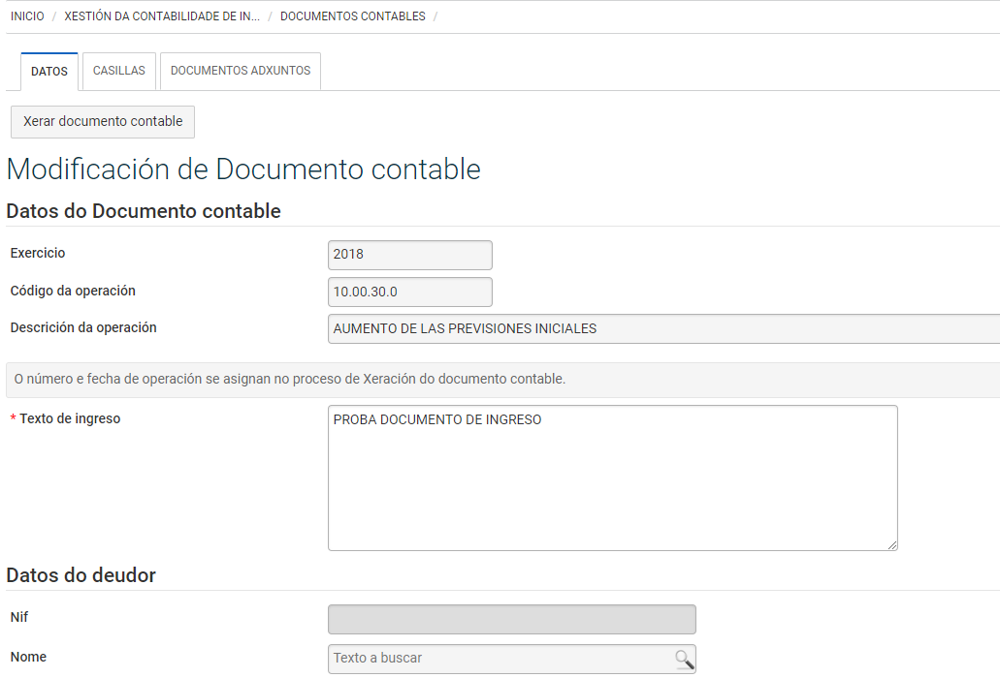 INICIO / XESTIÓN DA CONTABILIDADE DE IN... / DOCUMENTOS CONTABLES /
DATOS CASILLAS DOCUMENTOS ADXUNTOS
Xerar documento contable
Modificación de Documento contable
Datos do Documento contable
Exercicio 2018
Código da operación 10.00.30.0
Descrición da operación AUMENTO DE LAS PREVISIONES INICIALES
O número e fecha de operación se asignan no proceso de Xeración do documento contable.
* Texto de ingreso PROBA DOCUMENTO DE INGRESO
Datos do deudor
Nif
Nome Texto a buscar